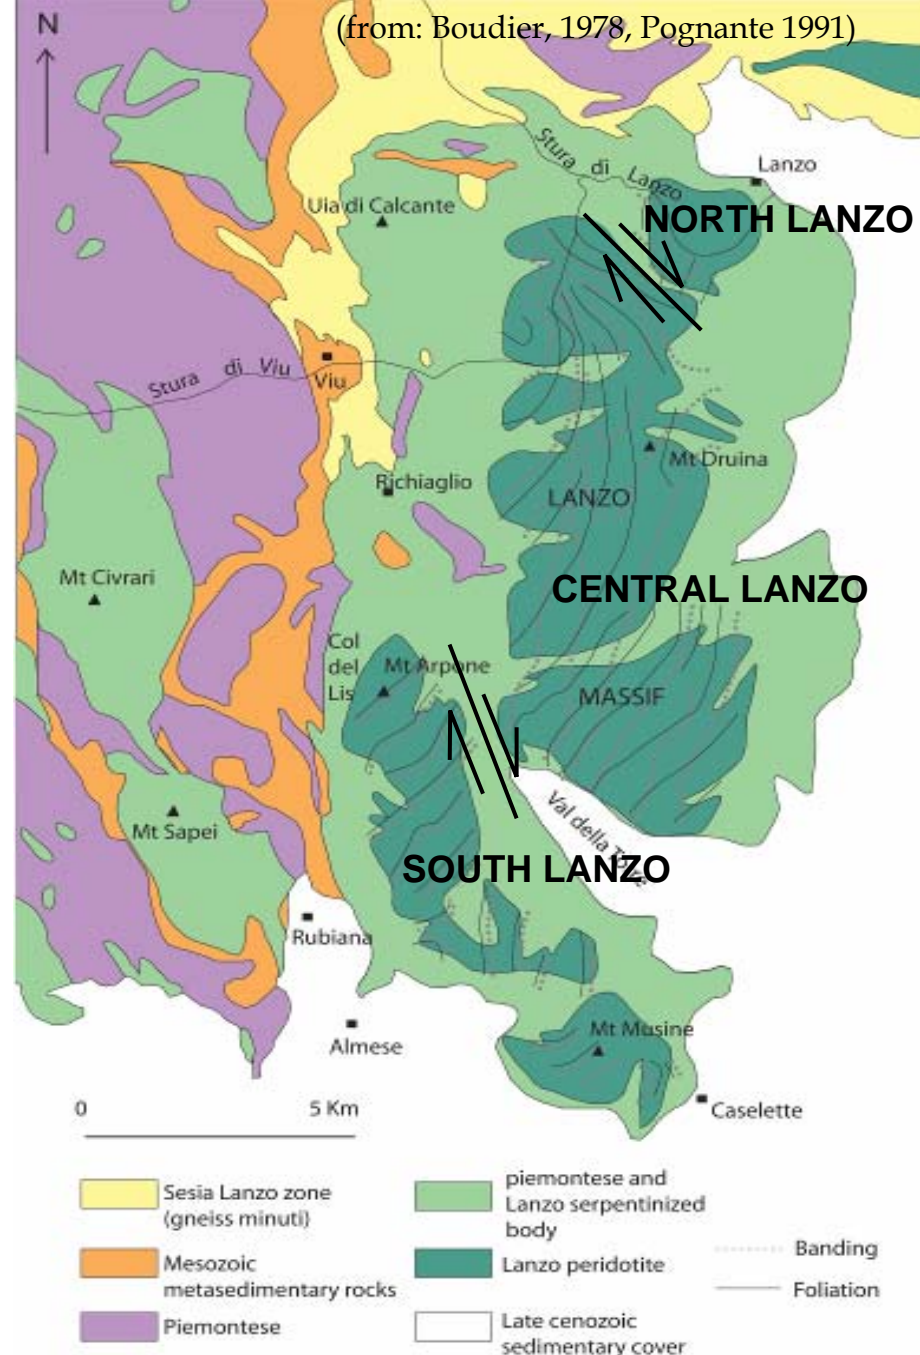 (from: Boudier, 1978, Pognante 1991)
N
Stura di Lanzo
Lanzo
Uia di Calcante
NORTH LANZO
Stura di Viu
Viu
Mt Druina
Richiaglio
LANZO
Mt Civrari
CENTRAL LANZO
Col
del
Lis
Mt Arpone
MASSIF
Mt Sapei
Val della
SOUTH LANZO
Rubiana
Mt Musine
Almese
0 5 Km
Caselette
Sesia Lanzo zone
(gneiss minuti)
Mesozoic
metasedimentary rocks
Piemontese
piemontese and
Lanzo serpentinized
body
Lanzo peridotite
Late cenozoic
sedimentary cover
Banding
Foliation